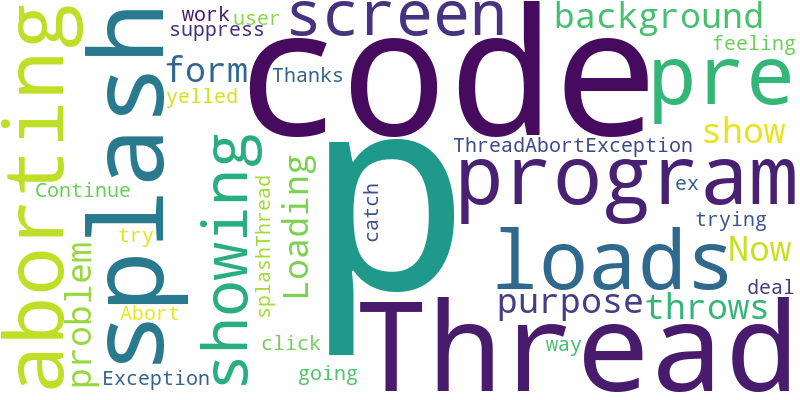 work
user
suppress
screen
background
feeling
form
Thanks
yelled
code
pre
show
abortin​g
splash
ThreadAbortException
program
showing
Loading
splashThread
catch
p
ex
trying
Continue
try
problem
loads
Now
deal
Abort
purpose
throws
Thread
click
way
going
Exception